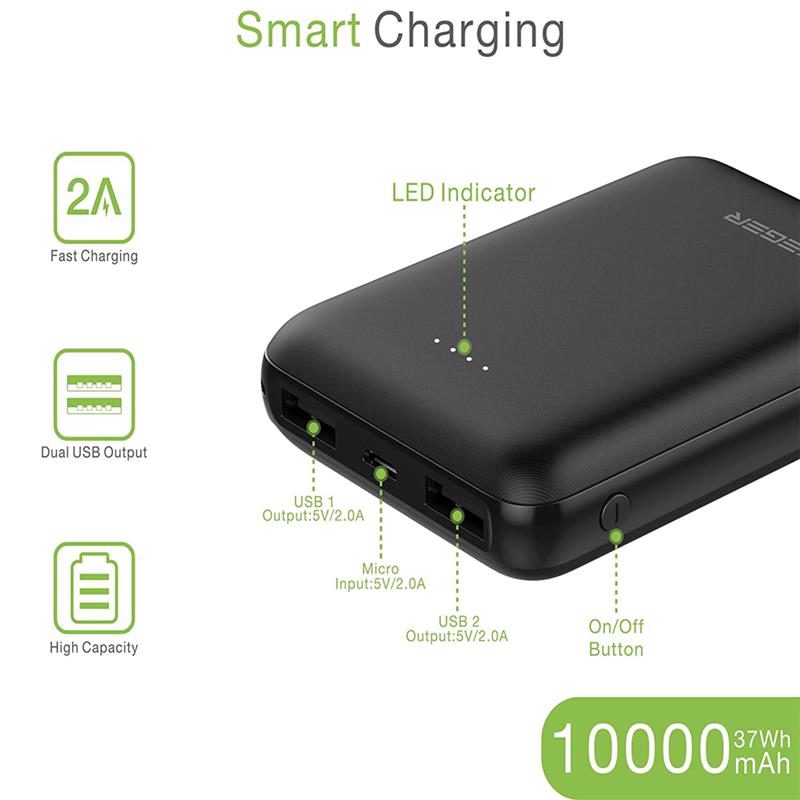 Smart Charging
2A
Fast Charging
LED Indicator
EGER
Dual USB Output
USB 1
Output:5V/2.0A
Micro
Input:5V/2.0A
USB 2
Output:5V/2.0A
High Capacity
On/Off
Button
10000 37Wh
mAh